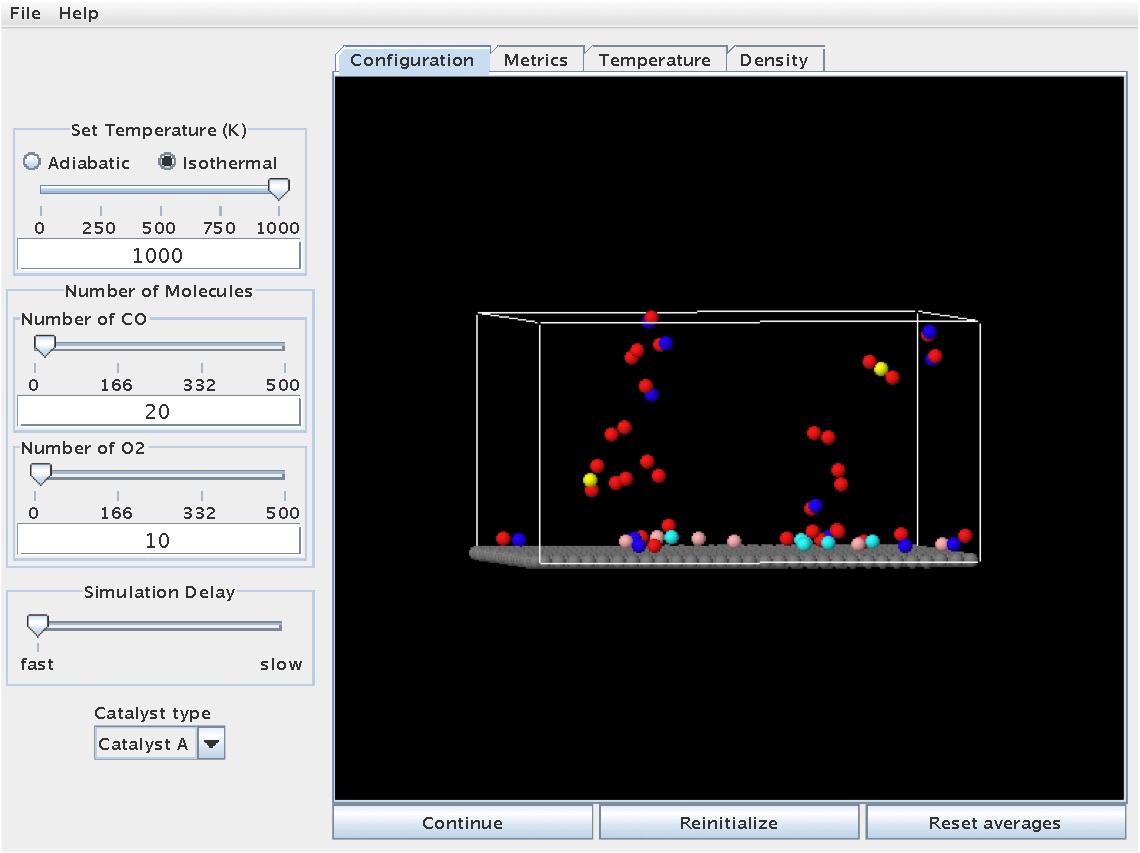 File Help
Configuration Metrics Temperature Density
Set Temperature (K)
Adiabatic Isothermal
0 250 500 750 1000
1000
Number of Molecules
Number of CO
0 166 332 500
20
Number of O2
0 166 332 500
10
Simulation Delay
fast slow
Catalyst type
Catalyst A
Continue Reinitialize Reset averages